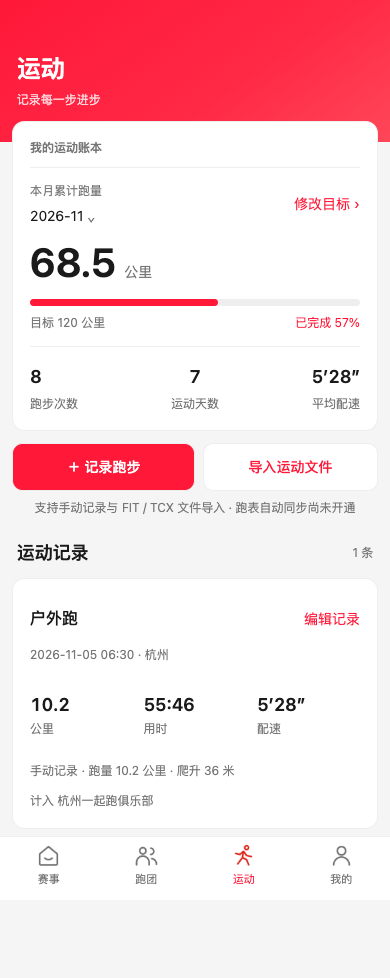 运动
记录每一步进步
我的运动账本
本月累计跑量
2026-11
修改目标 ›
68.5 公里
目标 120 公里
已完成 57%
8
7
5′28″
跑步次数
运动天数
平均配速
+ 记录跑步
导入运动文件
支持手动记录与 FIT / TCX 文件导入 · 跑表自动同步尚未开通
运动记录
1 条
户外跑
编辑记录
2026-11-05 06:30 · 杭州
10.2
55:46
5′28″
公里
用时
配速
手动记录 · 跑量 10.2 公里 · 爬升 36 米
计入 杭州一起跑俱乐部
赛事
跑团
运动
我的